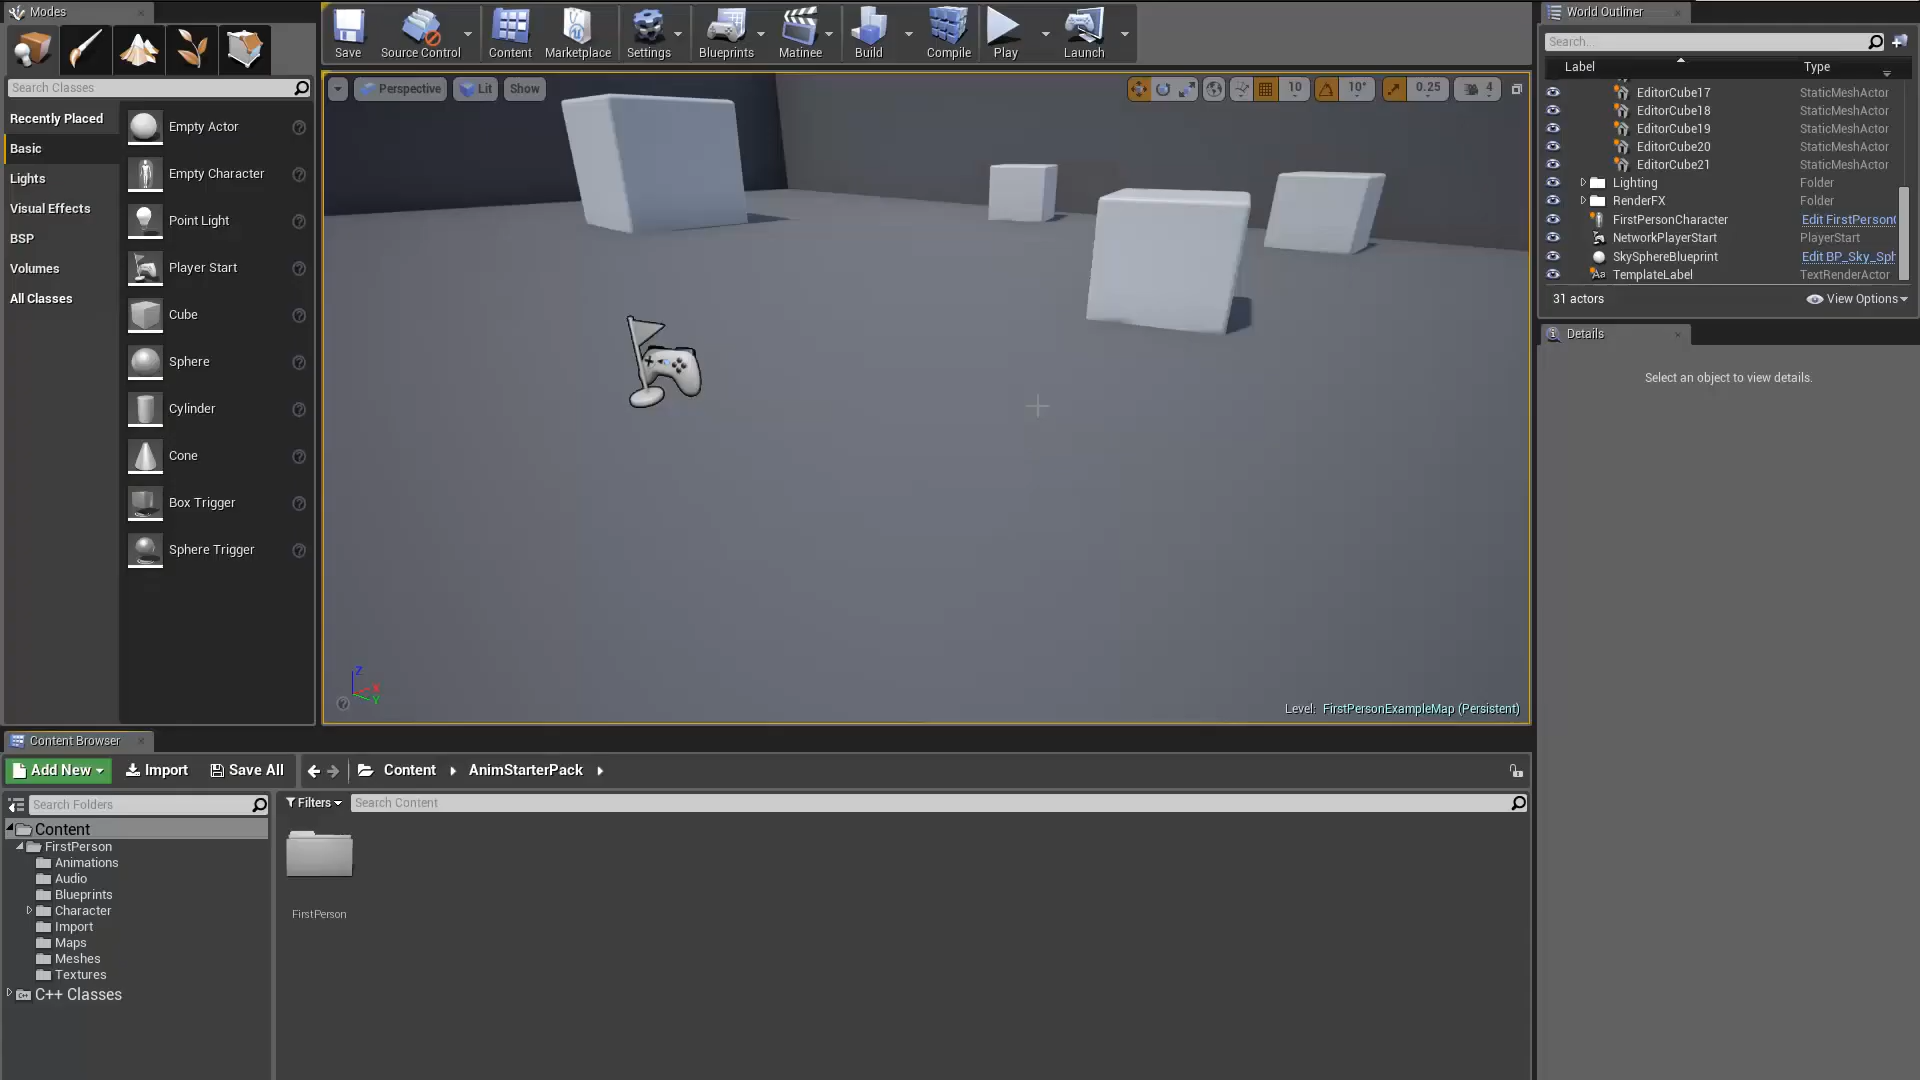 Modes
Save
Source Control
Content
Marketplace
Settings
Blueprints
Matinee
Build
Compile
Play
Launch
Search Classes
Recently Placed
Basic
Lights
Visual Effects
BSP
Volumes
All Classes
Empty Actor
Empty Character
Point Light
Player Start
Cube
Sphere
Cylinder
Cone
Box Trigger
Sphere Trigger
Perspective
Lit
Show
10
10°
0.25
4
Z
X
Y
Level: FirstPersonExampleMap (Persistent)
World Outliner
Search...
Label Type
EditorCube17 StaticMeshActor
EditorCube18 StaticMeshActor
EditorCube19 StaticMeshActor
EditorCube20 StaticMeshActor
EditorCube21 StaticMeshActor
Lighting Folder
RenderFX Folder
FirstPersonCharacter Edit FirstPerson
NetworkPlayerStart PlayerStart
SkySphereBlueprint Edit BP_Sky_Sph
Aa TemplateLabel TextRenderActor
31 actors View Options
Details
Select an object to view details.
Content Browser
Add New Import Save All Content AnimStarterPack
Search Folders
Content
FirstPerson
Animations
Audio
Blueprints
Character
Import
Maps
Meshes
Textures
C++ C++ Classes
Filters Search Content
FirstPerson